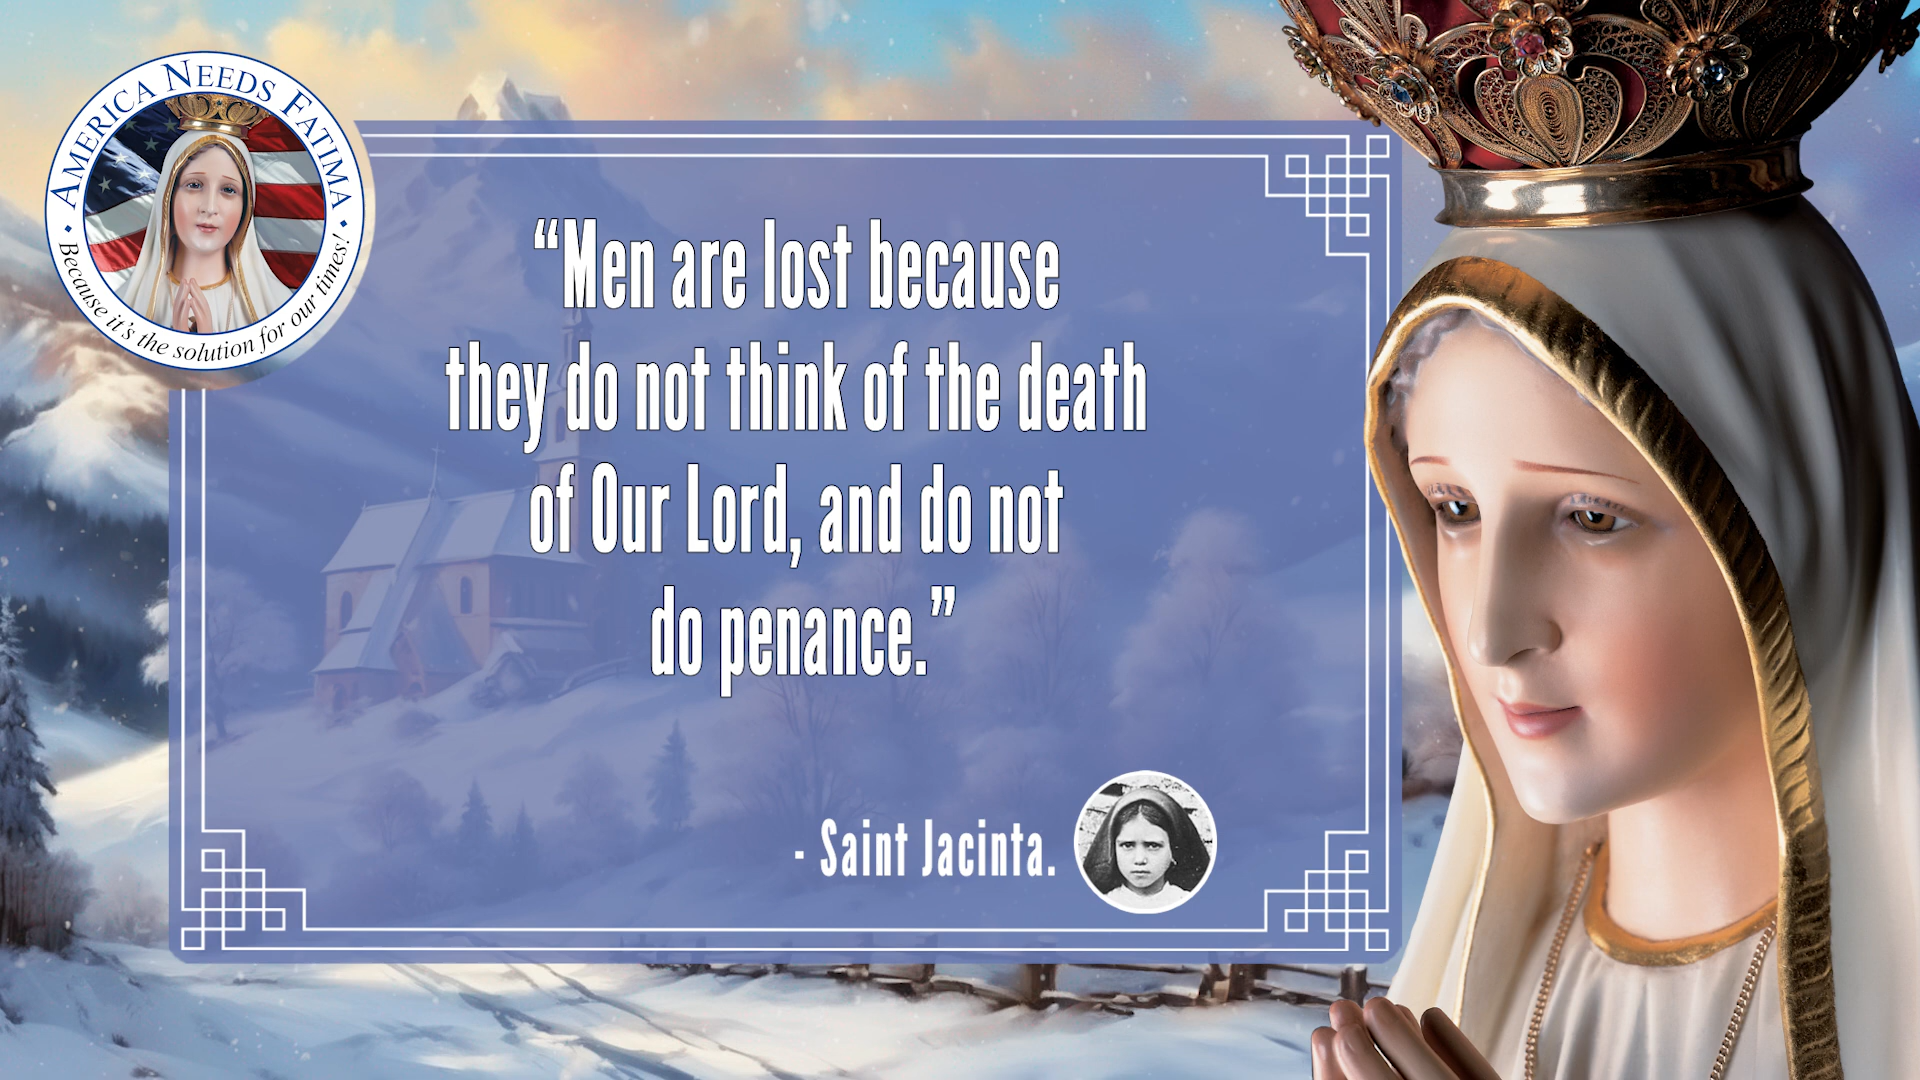 AMERICA NEEDS FATIMA
Because it's the solution for our times!
“Men are lost because
they do not think of the death
of Our Lord, and do not
do penance.”
- Saint Jacinta.